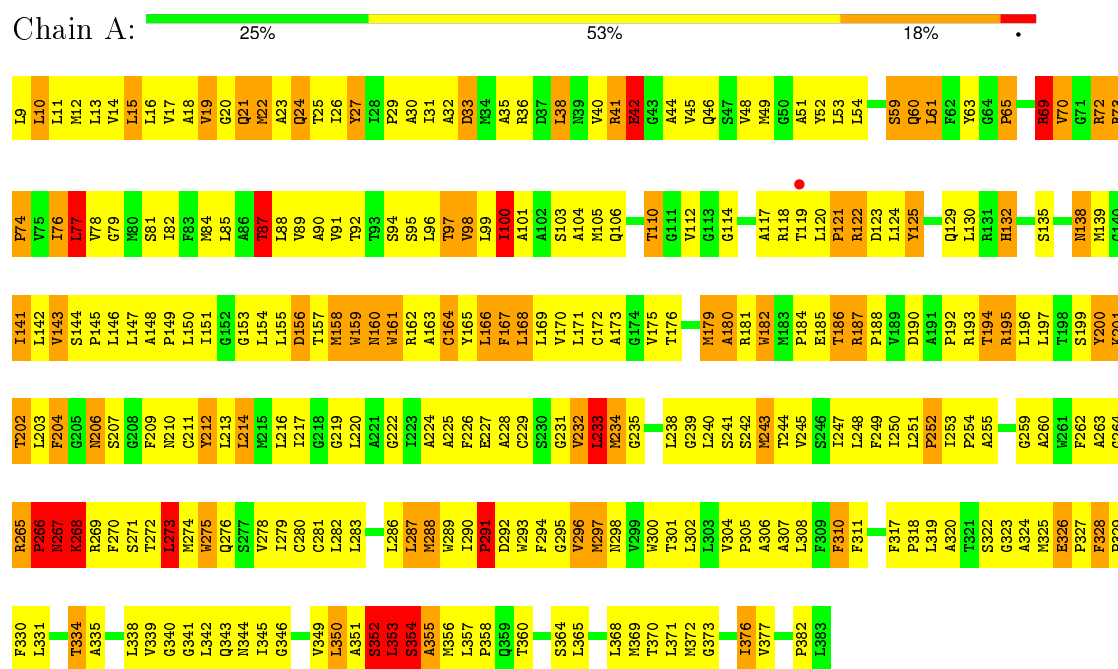 Chain A:
25% 53% 18% •
L9 L10 L11 M12 L13 V14 L15 L16 V17 A18 V19 G20 Q21 M22 A23 Q24 T25 I26 Y27 I28 P29 A30 I31 A32 D33 M34 A35 R36 D37 L38 N39 V40 R41 E42 G43 A44 V45 Q46 S47 V48 M49 G50 A51 Y52 L53 L54 S59 Q60 L61 F62 Y63 G64 P65 R69 V70 G71 R72 R73
P74 V75 I76 L77 V78 G79 M80 S81 I82 F83 M84 L85 A86 T87 L88 V89 A90 V91 T92 T93 S94 S95 L96 T97 V98 L99 I100 A101 A102 S103 A104 M105 Q106 T110 G111 V112 G113 G114 A117 R118 T119 L120 P121 R122 D123 L124 Y125 Q129 L130 R131 H132 S135 N138 M139 G140
I141 L142 V143 S144 P145 L146 L147 A148 P149 L150 I151 G152 G153 L154 L155 D156 T157 M158 W159 N160 W161 R162 A163 C164 Y165 L166 F167 L168 L169 V170 L171 C172 A173 G174 V175 T176 M179 A180 R181 W182 M183 P184 E185 T186 R187 P188 V189 D190 A191 P192 R193 T194 R195 L196 L197 T198 S199 Y200 K201
T202 L203 F204 G205 N206 S207 G208 F209 N210 C211 Y212 L213 L214 M215 L216 I217 G218 G219 L220 A221 G222 I223 A224 A225 F226 E227 A228 C229 S230 G231 V232 L233 M234 G235 L238 G239 L240 S241 S242 M243 T244 V245 S246 I247 L248 F249 I250 L251 P252 I253 P254 A255 G259 A260 W261 F262 A263 G264
R265 P266 N267 K268 R269 F270 S271 T272 L273 M274 W275 Q276 S277 V278 I279 C280 C281 L282 L283 L286 L287 M288 W289 I290 P291 D292 W293 F294 G295 V296 M297 N298 V299 W300 T301 L302 L303 V304 P305 A306 A307 L308 F309 F310 F311 F317 P318 L319 A320 T321 S322 G323 A324 M325 E326 P327 F328 P329
F330 L331 T334 A335 L338 V339 G340 G341 L342 Q343 N344 I345 G346 V349 L350 A351 S352 L353 S354 A355 M356 L357 P358 Q359 T360 S364 L365 L368 M369 T370 L371 M372 G373 I376 V377 P382 L383